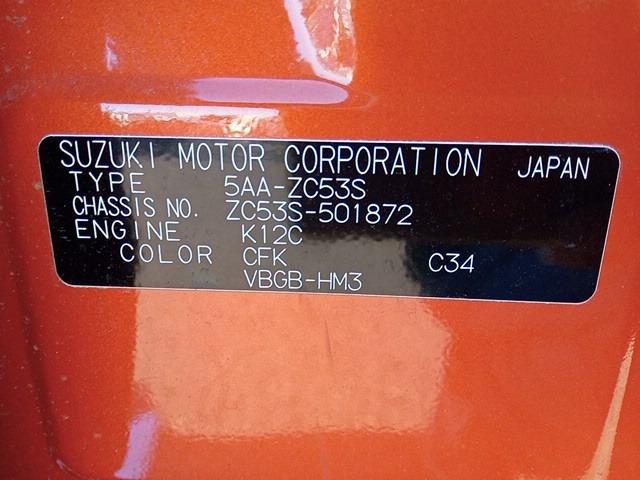 SUZUKI MOTOR CORPORATION JAPAN
TYPE 5AA-ZC53S
CHASSIS NO. ZC53S-501872
ENGINE K12C
COLOR CFK C34
VBGB-HM3